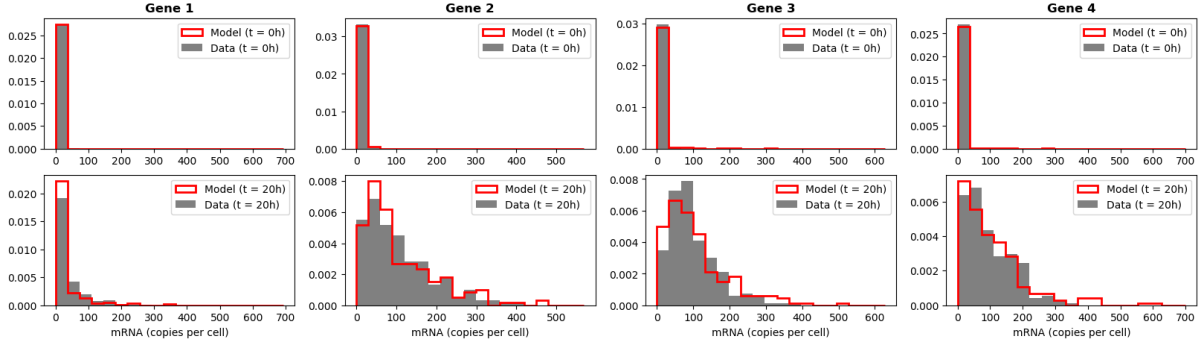 Gene 1
Gene 2
Gene 3
Gene 4
0.025
0.020
0.015
0.010
0.005
0.000
0 100 200 300 400 500 600 700
Model (t = 0h)
Data (t = 0h)
0.03
0.02
0.01
0.00
0 100 200 300 400 500
Model (t = 0h)
Data (t = 0h)
0.03
0.02
0.01
0.00
0 100 200 300 400 500 600
Model (t = 0h)
Data (t = 0h)
0.025
0.020
0.015
0.010
0.005
0.000
0 100 200 300 400 500 600 700
Model (t = 0h)
Data (t = 0h)
0.020
0.015
0.010
0.005
0.000
0 100 200 300 400 500 600 700
mRNA (copies per cell)
Model (t = 20h)
Data (t = 20h)
0.008
0.006
0.004
0.002
0.000
0 100 200 300 400 500
mRNA (copies per cell)
Model (t = 20h)
Data (t = 20h)
0.008
0.006
0.004
0.002
0.000
0 100 200 300 400 500 600
mRNA (copies per cell)
Model (t = 20h)
Data (t = 20h)
0.006
0.004
0.002
0.000
0 100 200 300 400 500 600 700
mRNA (copies per cell)
Model (t = 20h)
Data (t = 20h)